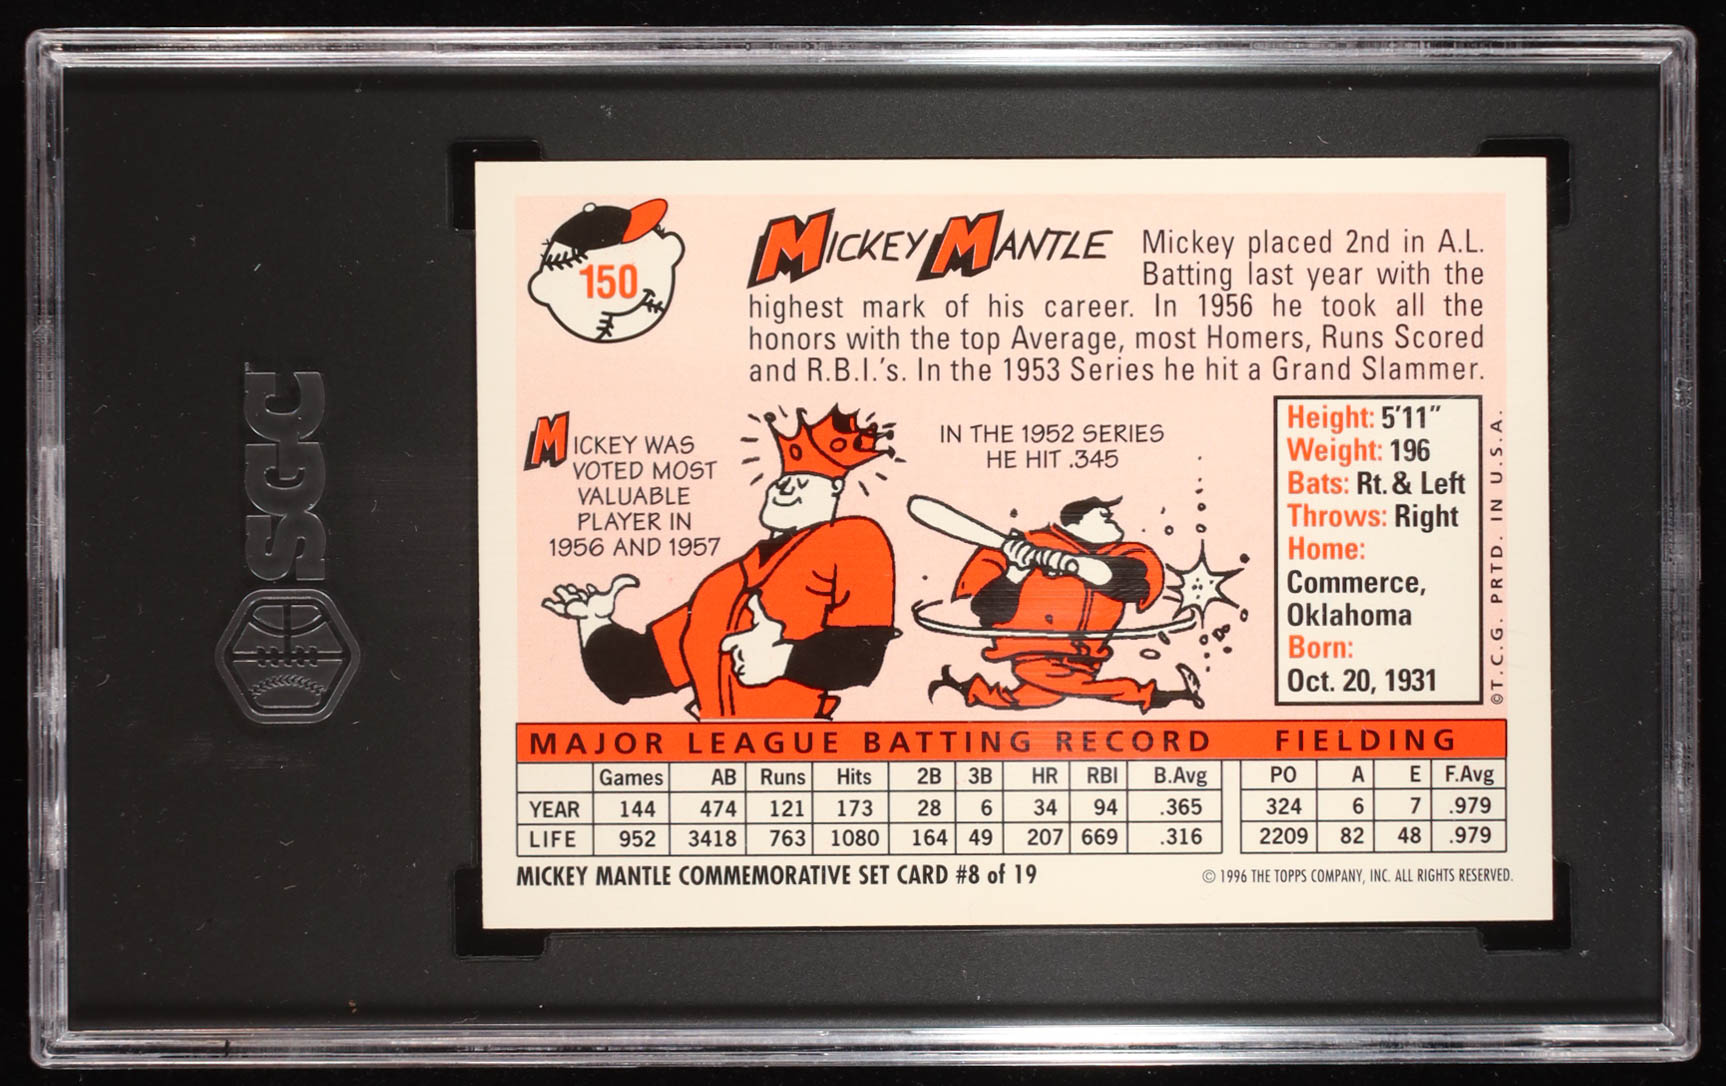 SGC
150
MICKEY MANTLE
Mickey placed 2nd in A.L.
Batting last year with the
highest mark of his career. In 1956 he took all the
honors with the top Average, most Homers, Runs Scored
and R.B.I.'s. In the 1953 Series he hit a Grand Slammer.
MICKEY WAS
VOTED MOST
VALUABLE
PLAYER IN
1956 AND 1957
IN THE 1952 SERIES
HE HIT .345
Height: 5'11"
Weight: 196
Bats: Rt. & Left
Throws: Right
Home:
Commerce,
Oklahoma
Born:
Oct. 20, 1931
©T.C.G. PRTD. IN U.S.A.
MAJOR LEAGUE BATTING RECORD FIELDING
Games AB Runs Hits 2B 3B HR RBI B.Avg PO A E F.Avg
YEAR 144 474 121 173 28 6 34 94 .365 324 6 7 .979
LIFE 952 3418 763 1080 164 49 207 669 .316 2209 82 48 .979
MICKEY MANTLE COMMEMORATIVE SET CARD #8 of 19
© 1996 THE TOPPS COMPANY, INC. ALL RIGHTS RESERVED.